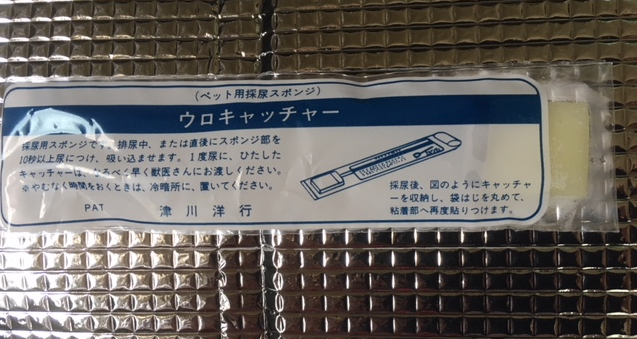 （ペット用採尿スポンジ）
ウロキャッチャー
採尿用スポンジです。排尿中、または直後にスポンジ部を
10秒以上尿につけ、吸い込ませます。1度尿に、ひたした
キャッチャーは、なるべく早く獣医さんにお渡しください。
※やむなく時間をおくときは、冷暗所に、置いてください。
PAT 津川洋行
採尿後、図のようにキャッチャ
ーを収納し、袋はじを丸めて、
粘着部へ再度貼りつけます。